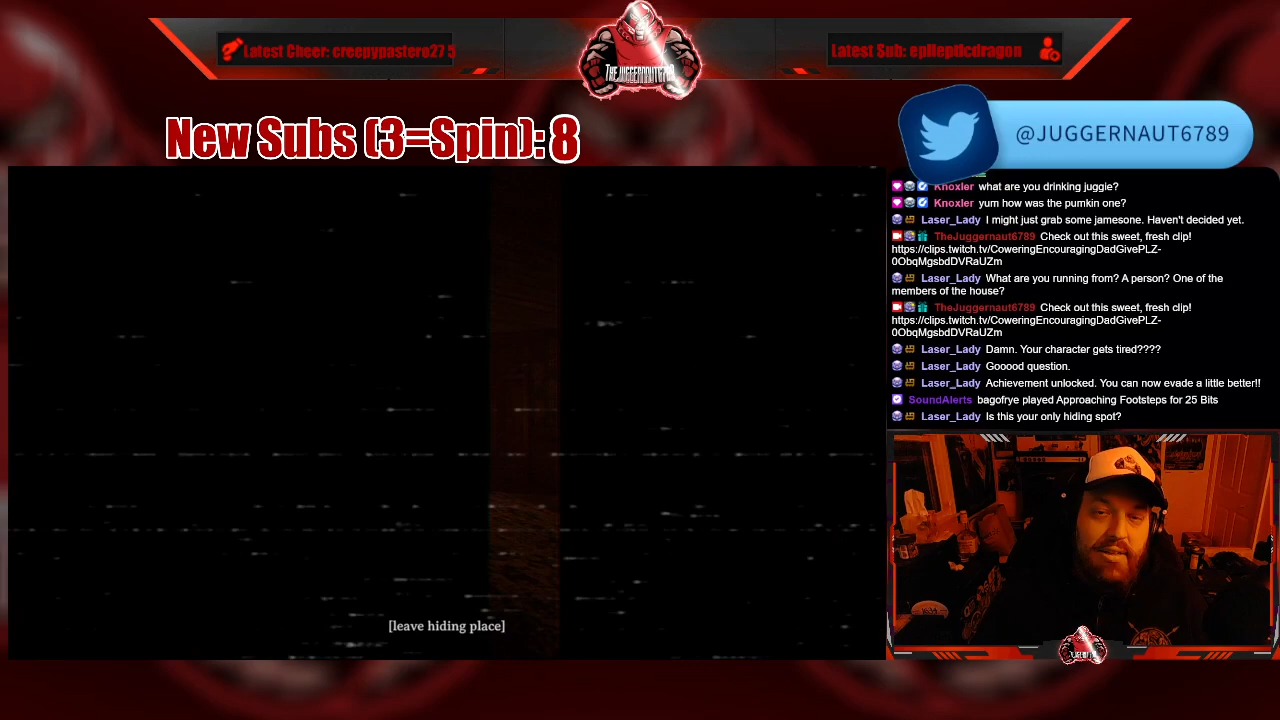 Latest Cheer: creepypastero27 5
THEJUGGERNAUT6789
Latest Sub: epilepticdragon
New Subs (3=Spin): 8
@JUGGERNAUT6789
Knoxler what are you drinking juggie?
Knoxler yum how was the pumkin one?
Laser_Lady I might just grab some jamesone. Haven't decided yet.
TheJuggernaut6789 Check out this sweet, fresh clip!
https://clips.twitch.tv/CoweringEncouragingDadGivePLZ-
0ObqMgsbdDVRaUZm
Laser_Lady What are you running from? A person? One of the
members of the house?
TheJuggernaut6789 Check out this sweet, fresh clip!
https://clips.twitch.tv/CoweringEncouragingDadGivePLZ-
0ObqMgsbdDVRaUZm
Laser_Lady Damn. Your character gets tired????
Laser_Lady Gooood question.
Laser_Lady Achievement unlocked. You can now evade a little better!!
SoundAlerts bagofrye played Approaching Footsteps for 25 Bits
Laser_Lady Is this your only hiding spot?
[leave hiding place]